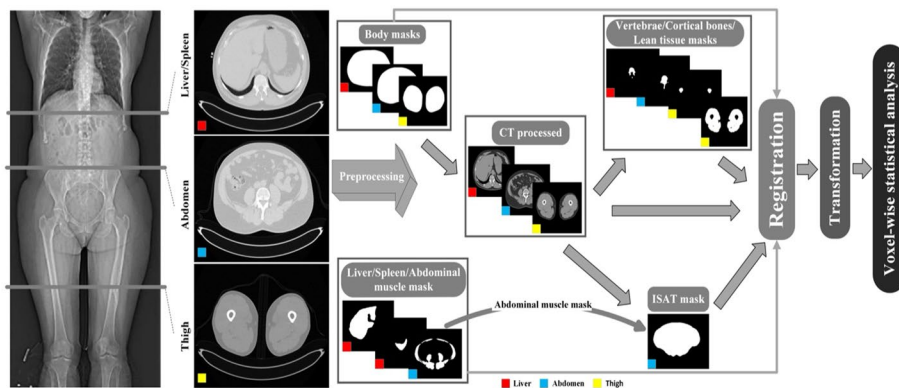 Liver/Spleen
Abdomen
Thigh
Body masks
Preprocessing
CT processed
Vertebrae/Cortical bones/
Lean tissue masks
Liver/Spleen/Abdominal
muscle mask
Abdominal muscle mask
ISAT mask
Registration
Transformation
Voxel-wise statistical analysis
Liver
Abdomen
Thigh